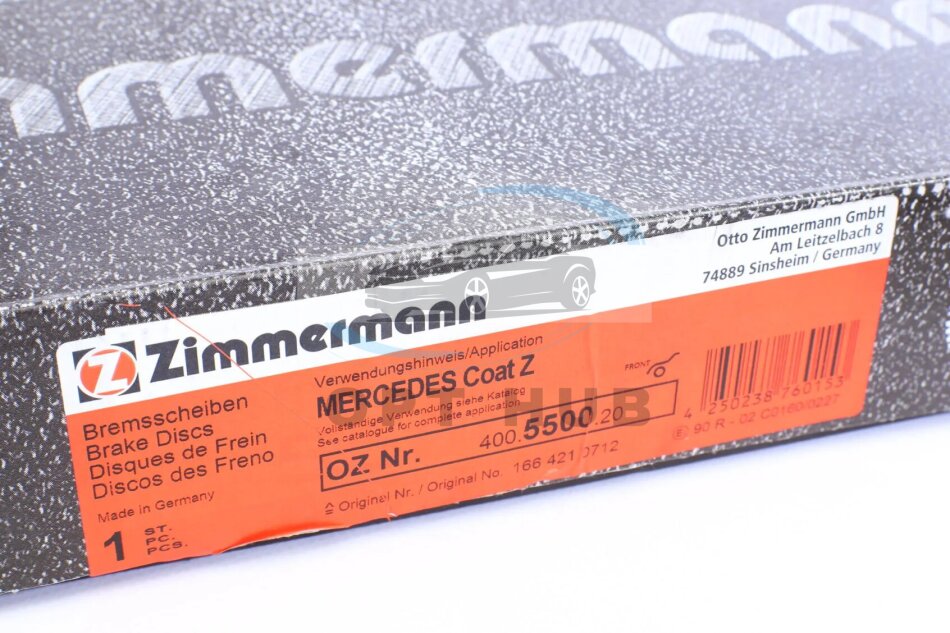 mmermann
Otto Zimmermann GmbH
Am Leitzelbach 8
74889 Sinsheim / Germany
Z Zimmermann
Bremsscheiben
Brake Discs
Disques de Frein
Discos des Freno
Made in Germany
1 ST.
PC.
PCS.
Verwendungshinweis/Application
MERCEDES Coat Z
Vollständige Verwendung siehe Katalog
See catalogue for complete application
OZ Nr. 400.5500.20
≙ Original Nr. / Original No. 166 421 0712
FRONT
4 250238 760153
E 90 R - 02 C0160/0227
HUB